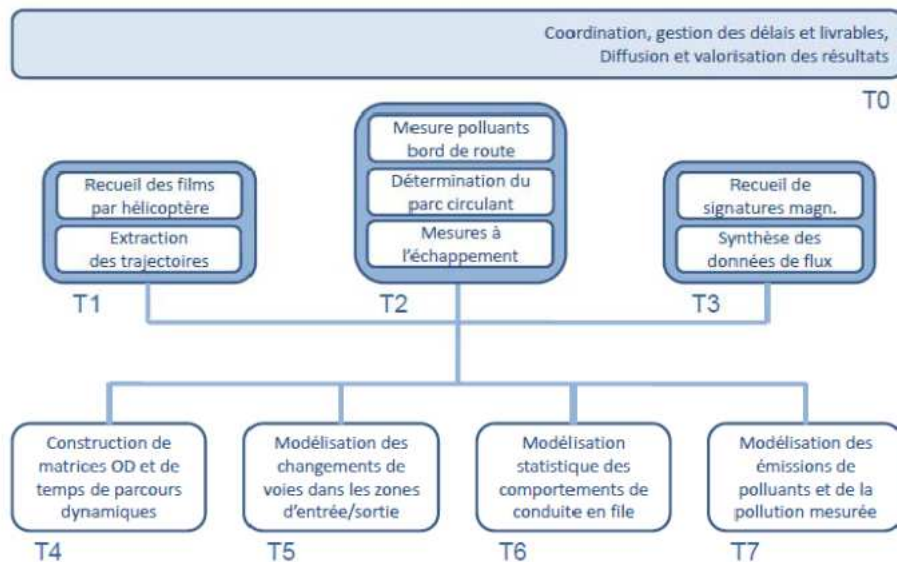 Coordination, gestion des délais et livrables,
Diffusion et valorisation des résultats
T0
Recueil des films
par hélicoptère
Extraction
des trajectoires
T1
Mesure polluants
bord de route
Détermination du
parc circulant
Mesures à
l'échappement
T2
Recueil de
signatures magn.
Synthèse des
données de flux
T3
Construction de
matrices OD et de
temps de parcours
dynamiques
T4
Modélisation des
changements de
voies dans les zones
d'entrée/sortie
T5
Modélisation
statistique des
comportements de
conduite en file
T6
Modélisation des
émissions de
polluants et de la
pollution mesurée
T7